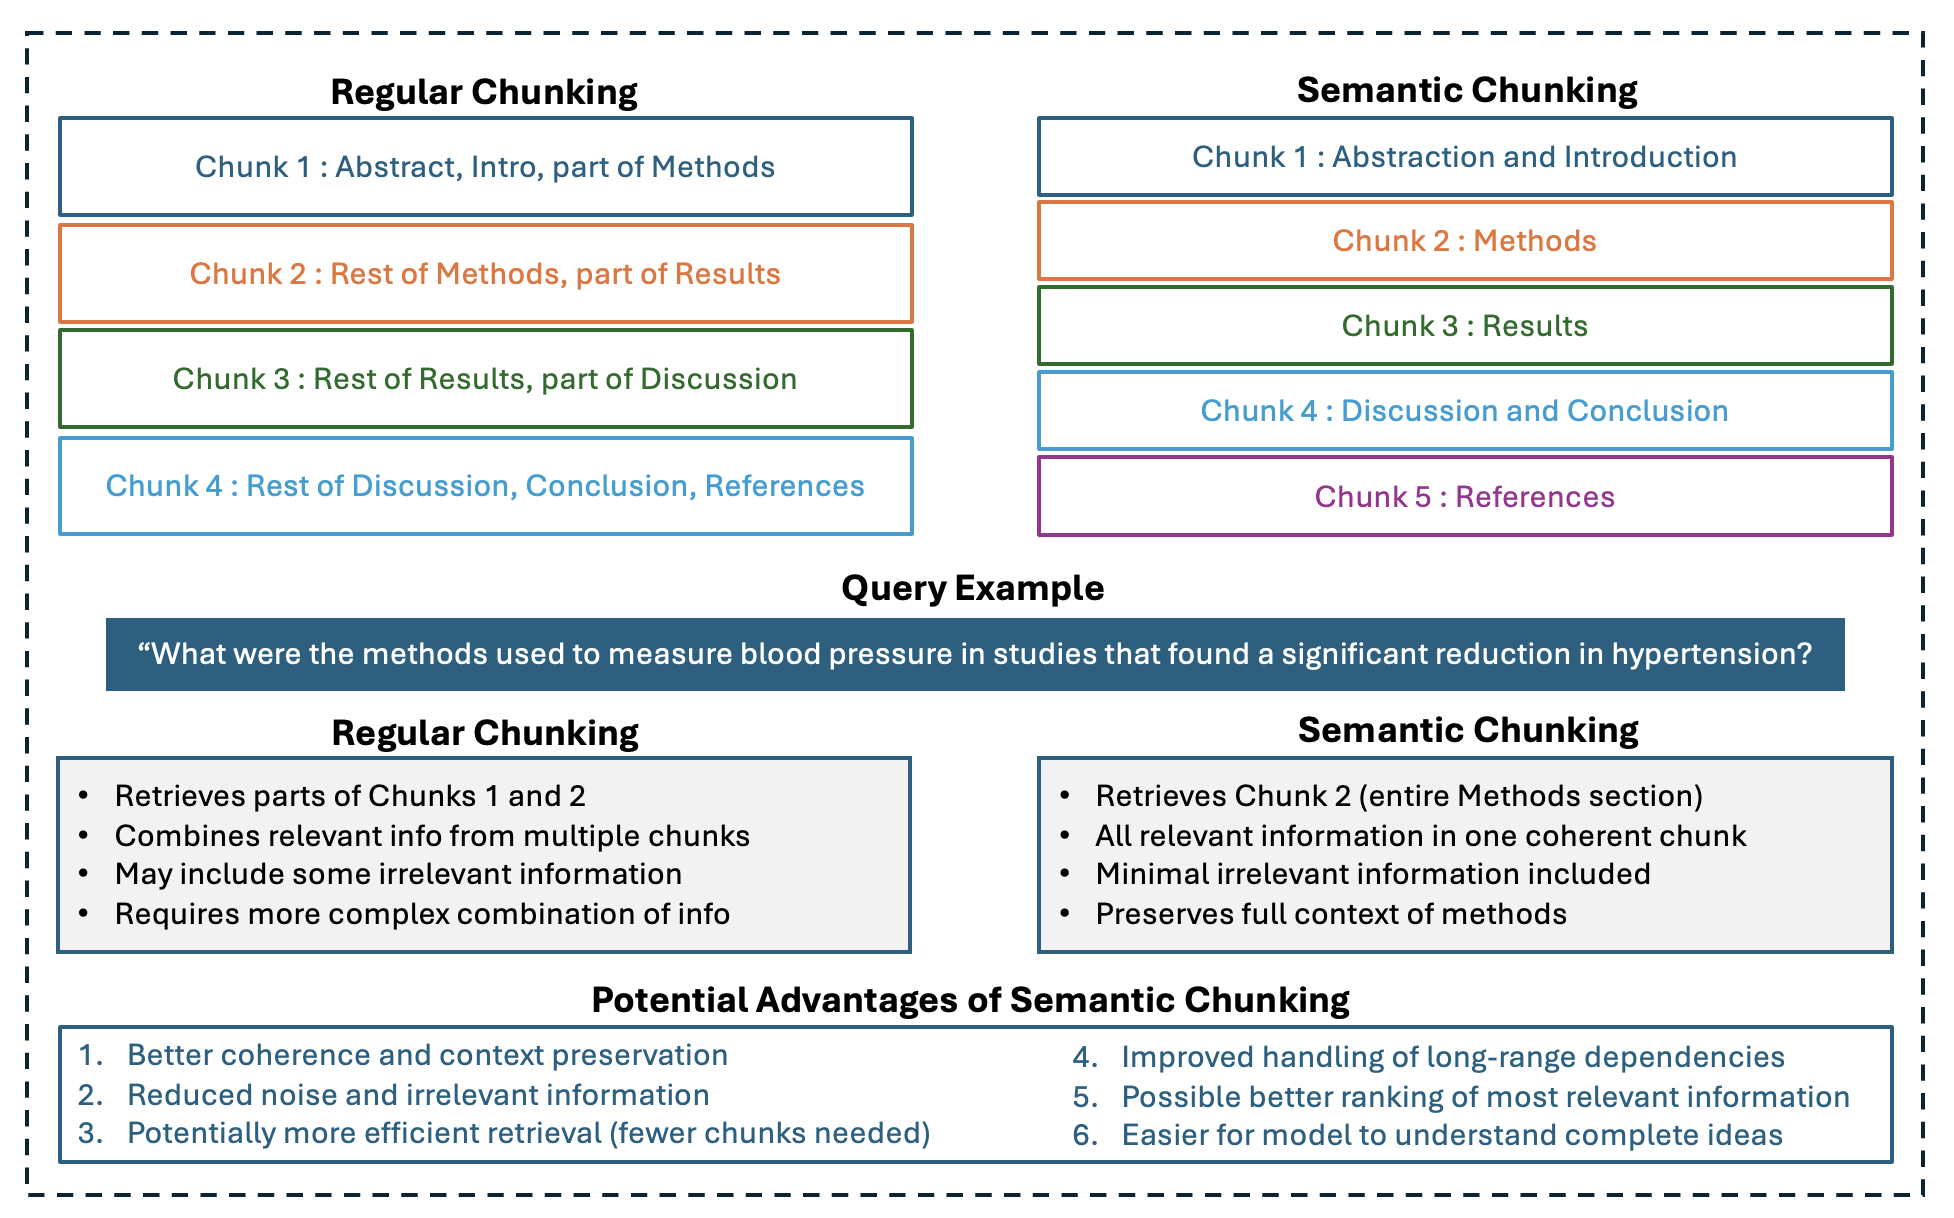 Regular Chunking
Chunk 1 : Abstract, Intro, part of Methods
Chunk 2 : Rest of Methods, part of Results
Chunk 3 : Rest of Results, part of Discussion
Chunk 4 : Rest of Discussion, Conclusion, References
Semantic Chunking
Chunk 1 : Abstraction and Introduction
Chunk 2 : Methods
Chunk 3 : Results
Chunk 4 : Discussion and Conclusion
Chunk 5 : References
Query Example
“What were the methods used to measure blood pressure in studies that found a significant reduction in hypertension?
Regular Chunking
• Retrieves parts of Chunks 1 and 2
• Combines relevant info from multiple chunks
• May include some irrelevant information
• Requires more complex combination of info
Semantic Chunking
• Retrieves Chunk 2 (entire Methods section)
• All relevant information in one coherent chunk
• Minimal irrelevant information included
• Preserves full context of methods
Potential Advantages of Semantic Chunking
1. Better coherence and context preservation
2. Reduced noise and irrelevant information
3. Potentially more efficient retrieval (fewer chunks needed)
4. Improved handling of long-range dependencies
5. Possible better ranking of most relevant information
6. Easier for model to understand complete ideas